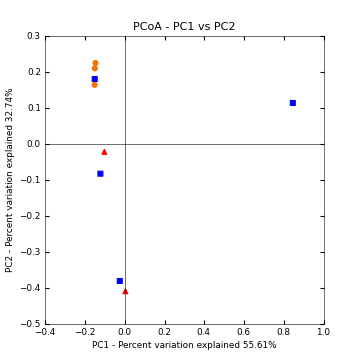 PCoA - PC1 vs PC2
PC2 - Percent variation explained 32.74%
0.3
0.2
0.1
0.0
−0.1
−0.2
−0.3
−0.4
−0.5
−0.4 −0.2 0.0 0.2 0.4 0.6 0.8 1.0
PC1 - Percent variation explained 55.61%